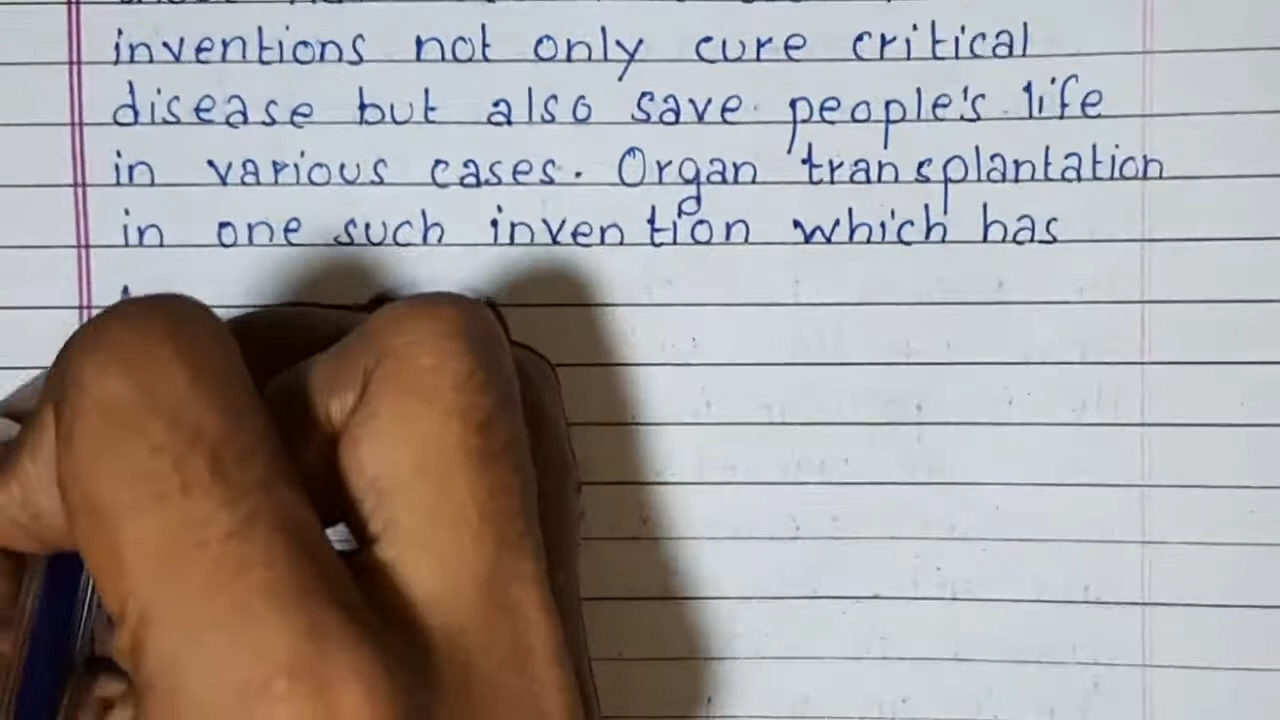 inventions not only cure critical
disease but also save people's life
in various cases. Organ transplantation
in one such invention which has